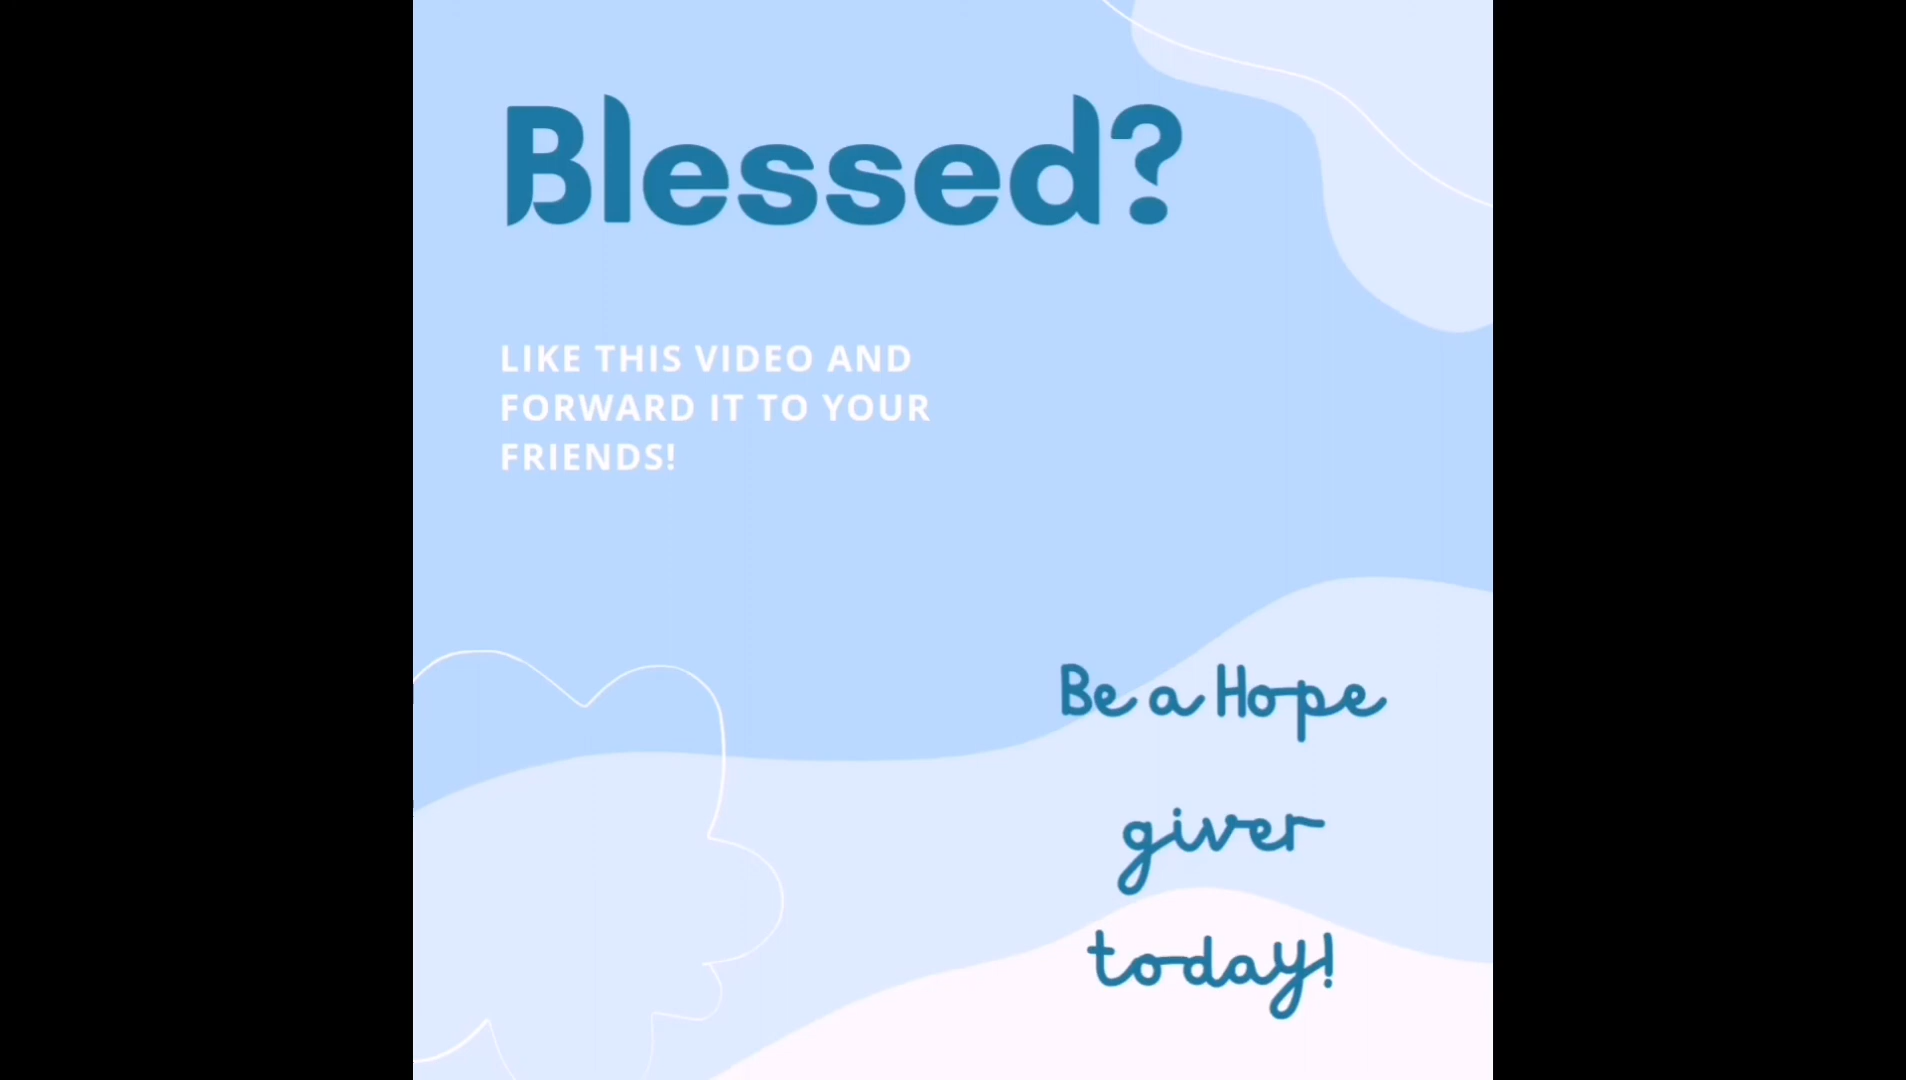 Blessed?
LIKE THIS VIDEO AND
FORWARD IT TO YOUR
FRIENDS!
Be a Hope
giver
today!